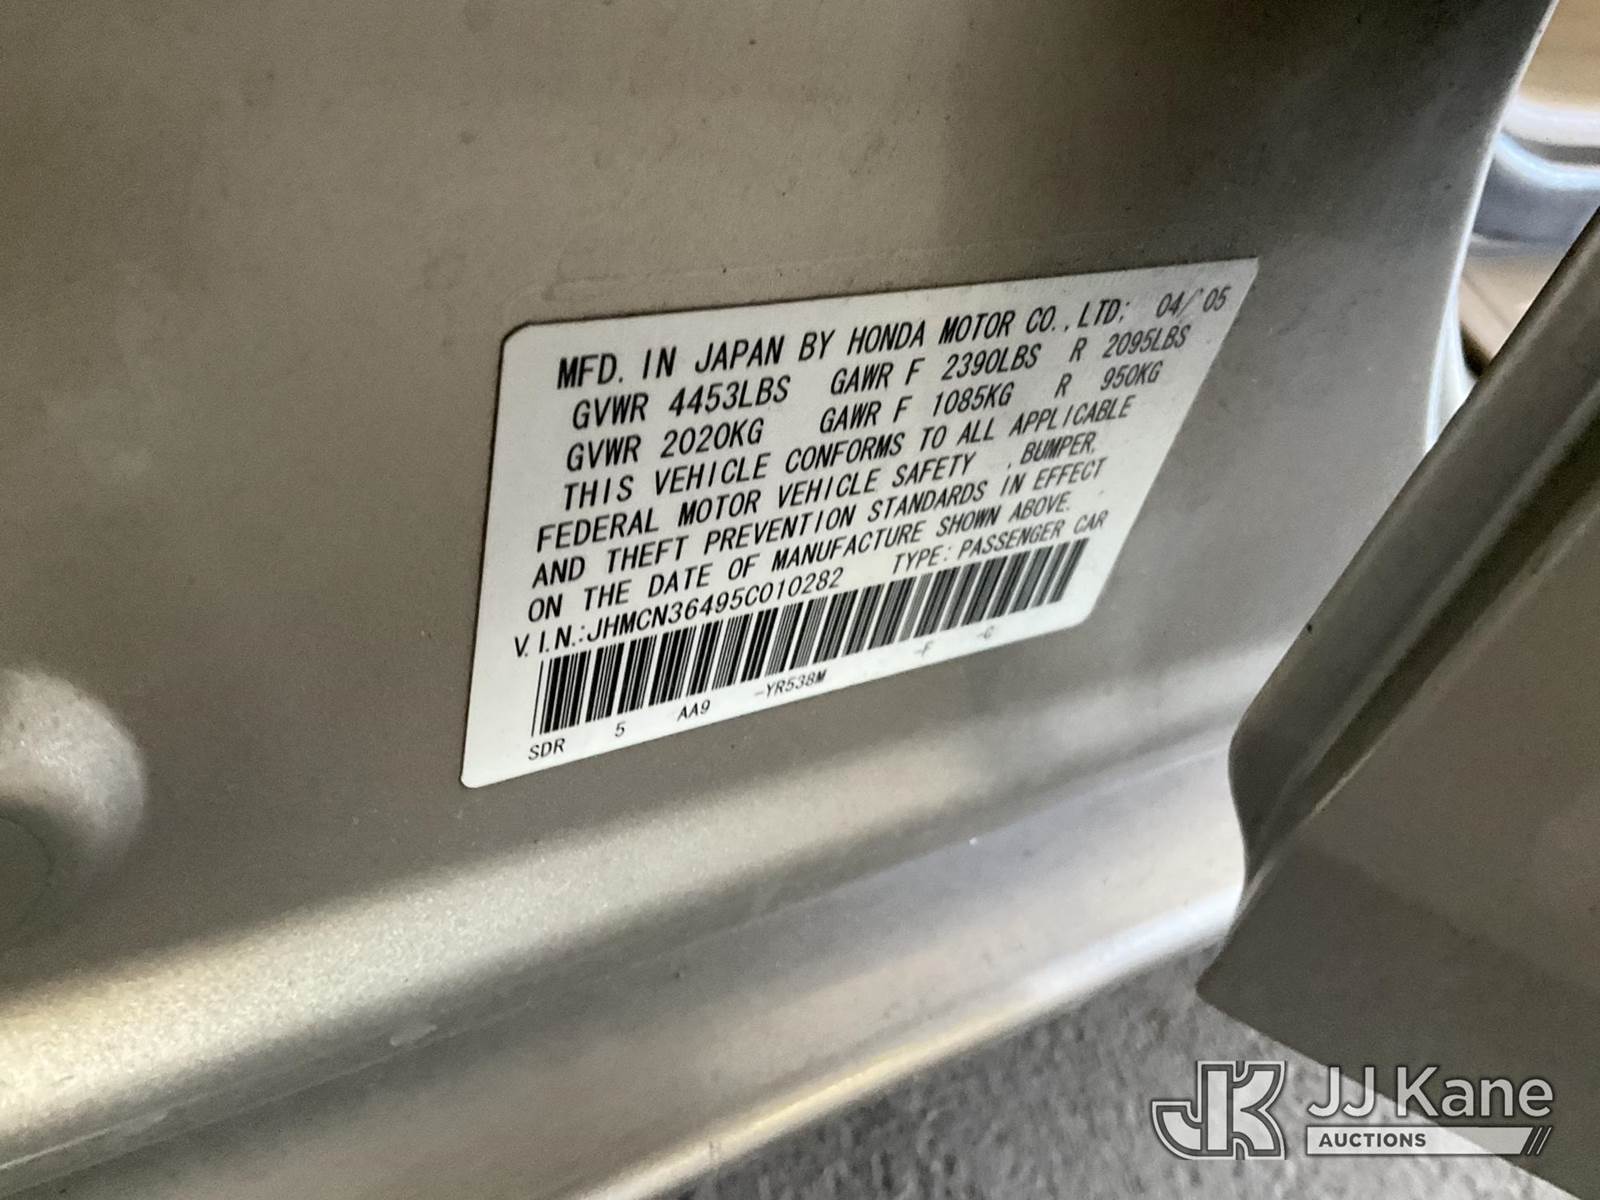 MFD. IN JAPAN BY HONDA MOTOR CO., LTD; 04/'05
GVWR 4453LBS GAWR F 2390LBS R 2095LBS
GVWR 2020KG GAWR F 1085KG R 950KG
THIS VEHICLE CONFORMS TO ALL APPLICABLE
FEDERAL MOTOR VEHICLE SAFETY , BUMPER,
AND THEFT PREVENTION STANDARDS IN EFFECT
ON THE DATE OF MANUFACTURE SHOWN ABOVE.
V.I.N.:JHMCN36495C010282 TYPE:PASSENGER CAR
SDR 5 AA9 -YR538M -F -C
JK JJ Kane
AUCTIONS